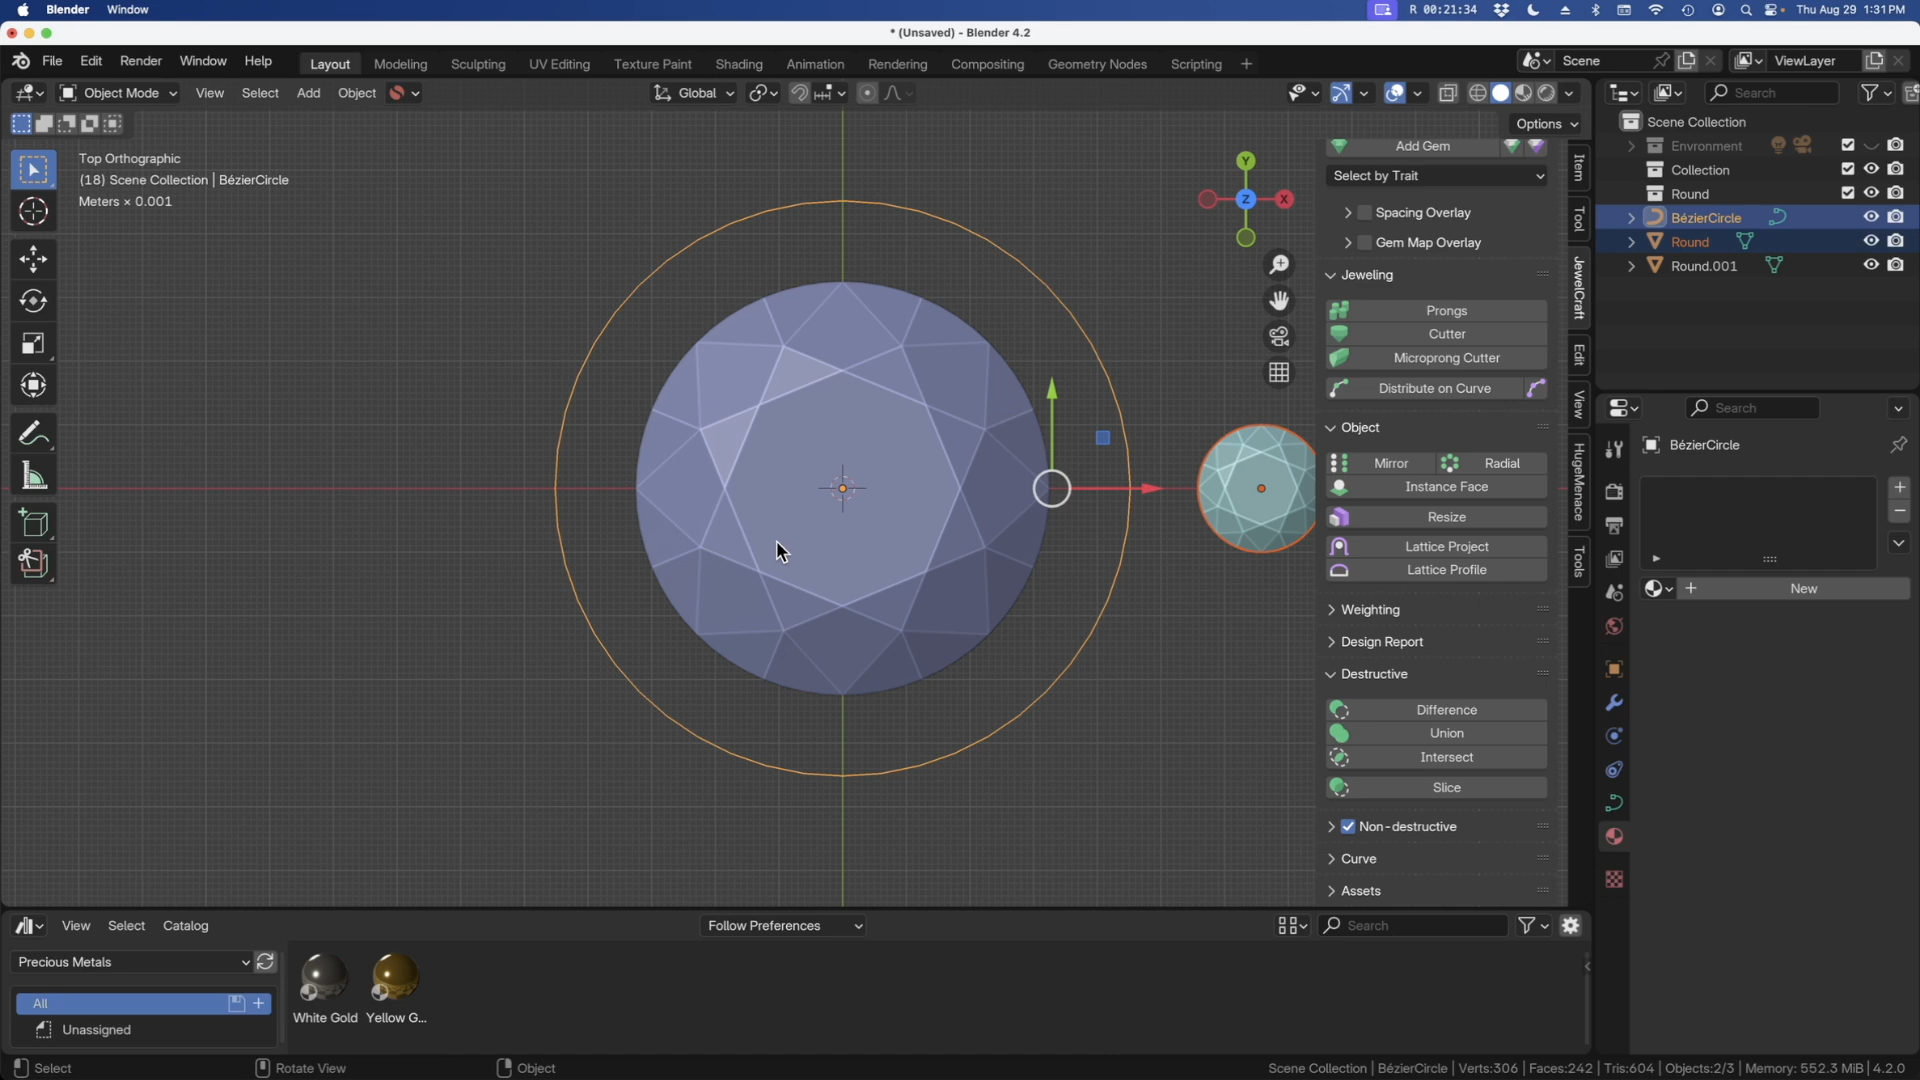 Blender Window R 00:21:34 Thu Aug 29 1:31PM
* (Unsaved) - Blender 4.2
File Edit Render Window Help Layout Modeling Sculpting UV Editing Texture Paint Shading Animation Rendering Compositing Geometry Nodes Scripting + Scene ViewLayer
Object Mode View Select Add Object Global Search
Options
Scene Collection
Environment
Collection
Round
BézierCircle
Round
Round.001
Top Orthographic
(18) Scene Collection | BézierCircle
Meters × 0.001
Y
X
Z
Add Gem
Select by Trait
Spacing Overlay
Gem Map Overlay
Jeweling
Prongs
Cutter
Microprong Cutter
Distribute on Curve
Object
Mirror Radial
Instance Face
Resize
Lattice Project
Lattice Profile
Weighting
Design Report
Destructive
Difference
Union
Intersect
Slice
Non-destructive
Curve
Assets
Item
Tool
JewelCraft
Edit
View
HugeMenace
Tools
Search
BézierCircle
New
View Select Catalog Follow Preferences Search
Precious Metals
All
Unassigned
White Gold Yellow G...
Select Rotate View Object Scene Collection | BézierCircle | Verts:306 | Faces:242 | Tris:604 | Objects:2/3 | Memory: 552.3 MiB | 4.2.0